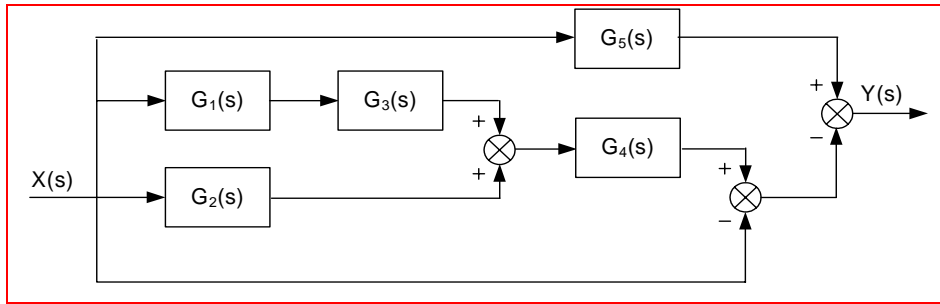 G₅(s)
+
Y(s)
−
G₁(s)
G₃(s)
+
+
G₄(s)
+
−
X(s)
G₂(s)